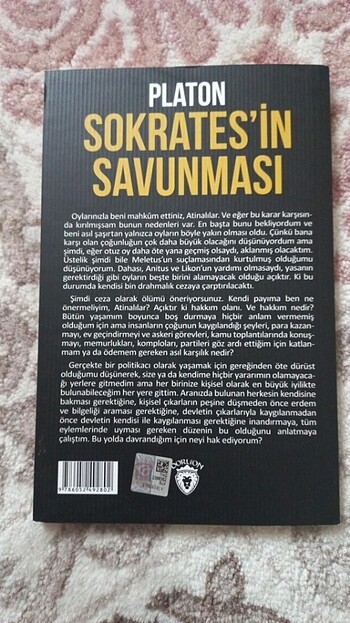 PLATON
SOKRATES'İN
SAVUNMASI
Oylarınızla beni mahkûm ettiniz, Atinalılar. Ve eğer bu karar karşısın-
da kırılmışsam bunun nedenleri var. En başta bunu bekliyordum ve
beni asıl şaşırtan yalnızca oyların böyle yakın olması oldu. Çünkü bana
karşı olan çoğunluğun çok daha büyük olacağını düşünüyordum ama
şimdi, eğer otuz oy daha öte yana geçmiş olsaydı, aklanmış olacaktım.
Üstelik şimdi bile Meletus'un suçlamasından kurtulmuş olduğumu
düşünüyorum. Dahası, Anitus ve Likon'un yardımı olmasaydı, yasanın
gerektirdiği gibi oyların beşte birini alamayacak olduğu açıktır. Ki bu
durumda kendisi bin drahmalık cezaya çarptırılacaktı.
Şimdi ceza olarak ölümü öneriyorsunuz. Kendi payıma ben ne
önermeliyim, Atinalılar? Açıktır ki hakkım olanı. Ve hakkım nedir?
Bütün yaşamım boyunca boş durmaya hiçbir anlam vermemiş
olduğum için ama insanların çoğunun kaygılandığı şeyleri, para kazan-
mayı, ev geçindirmeyi ve askeri görevleri, kamu toplantılarında konuş-
mayı, memurlukları, komploları, partileri göz ardı ettiğim için katlan-
mam ya da ödemem gereken asıl karşılık nedir?
Gerçekte bir politikacı olarak yaşamak için gereğinden öte dürüst
olduğumu düşünerek, size ya da kendime hiçbir yararımın olamayaca-
ğı yerlere gitmedim ama her birinize kişisel olarak en büyük iyilikte
bulunabileceğim her yere gittim. Aranızda bulunan herkesin kendisine
bakması gerektiğine, kişisel çıkarların peşine düşmeden önce erdem
ve bilgeliği araması gerektiğine, devletin çıkarlarıyla kaygılanmadan
önce devletin kendisi ile kaygılanması gerektiğine inandırmaya, tüm
eylemlerinde uyması gereken düzenin bu olduğunu anlatmaya
çalıştım. Bu yolda davrandığım için neyi hak ediyorum?
DORLION
9 786052 492802